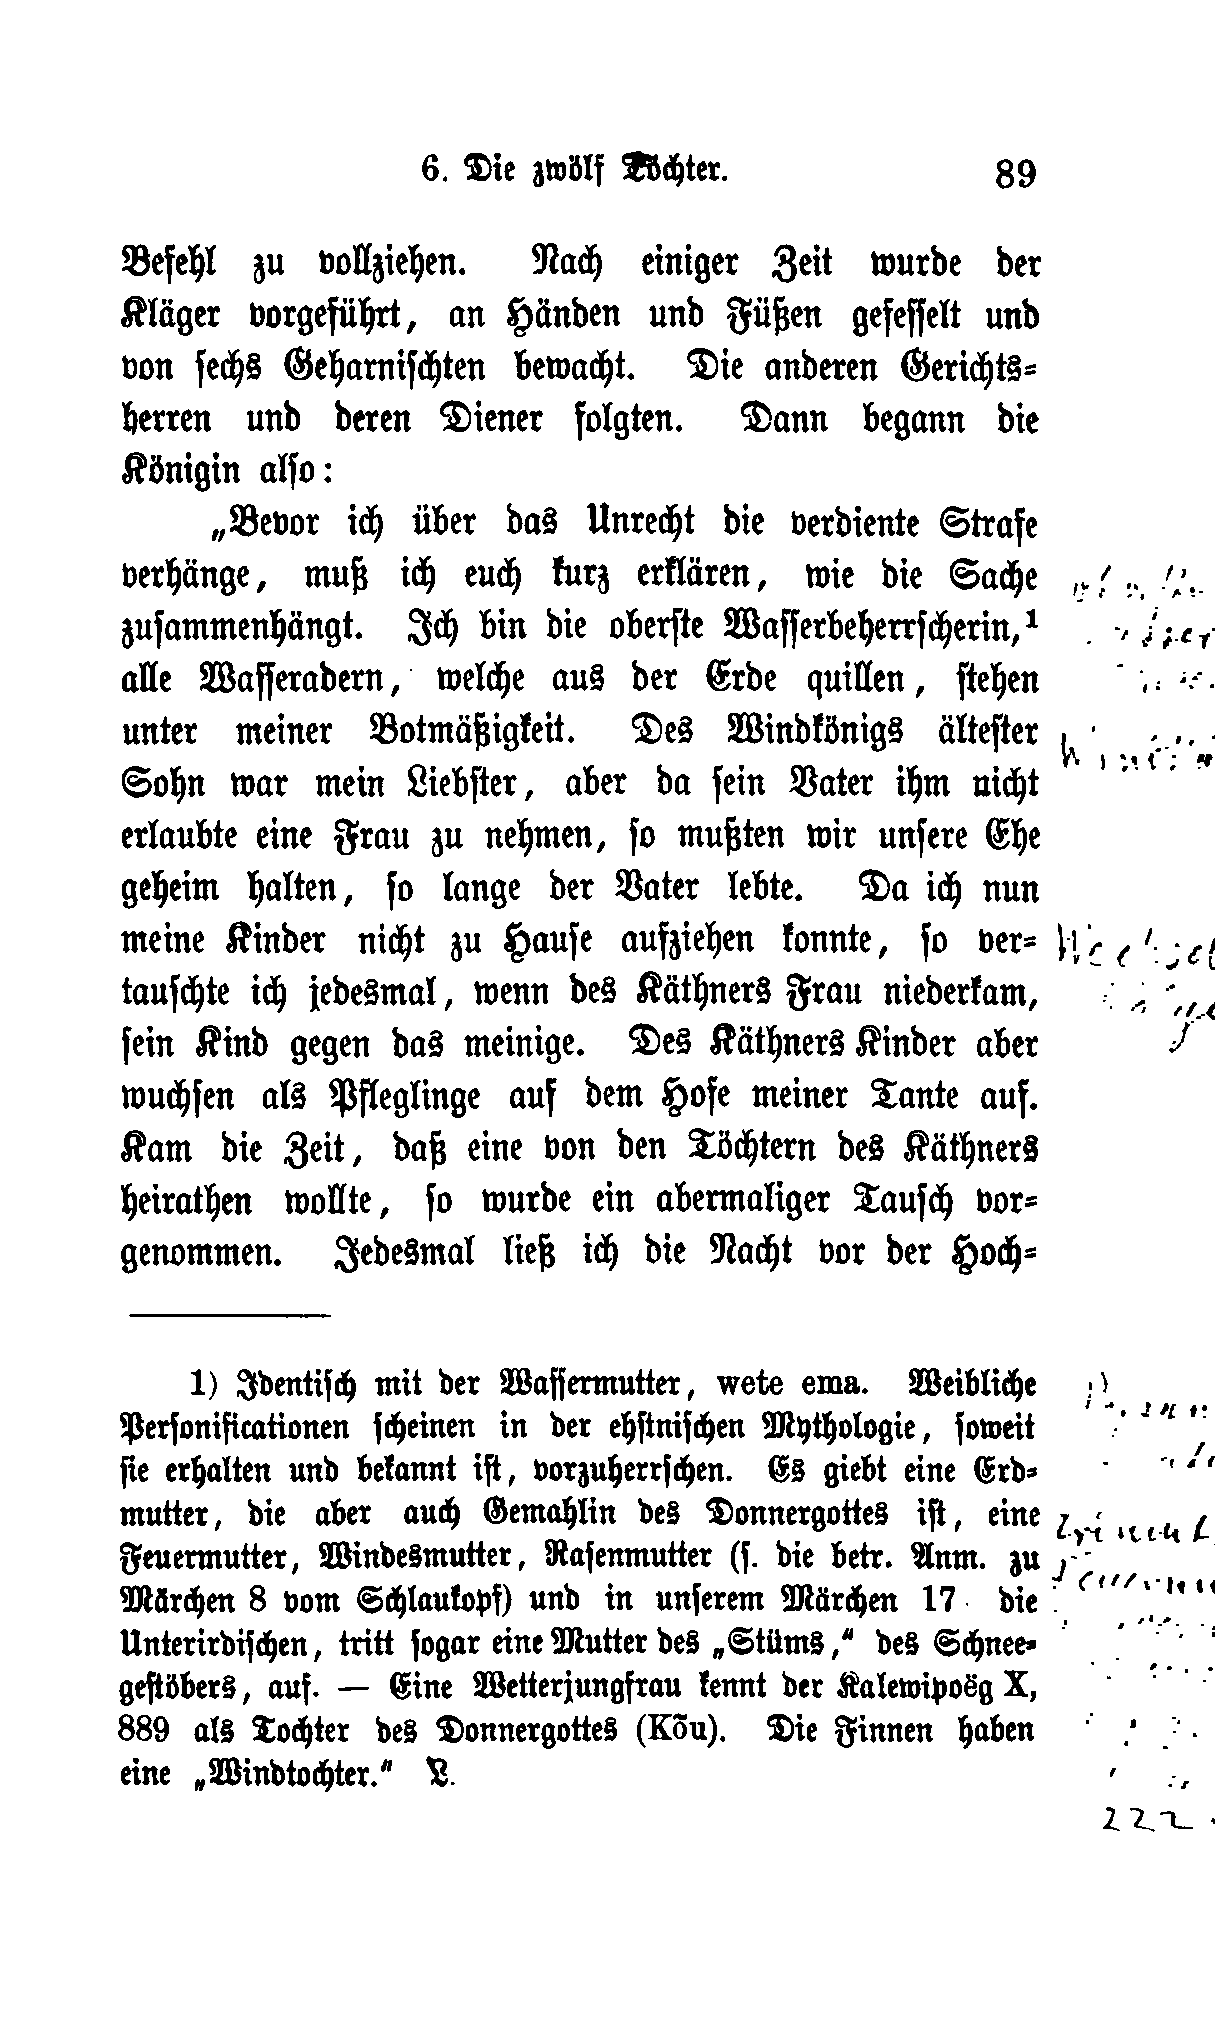 6. Die zwölf Töchter. 89
Befehl zu vollziehen. Nach einiger Zeit wurde der
Kläger vorgeführt, an Händen und Füßen gefesselt und
von sechs Geharnischten bewacht. Die anderen Gerichts=
herren und deren Diener folgten. Dann begann die
Königin also:
„Bevor ich über das Unrecht die verdiente Strafe
verhänge, muß ich euch kurz erklären, wie die Sache
zusammenhängt. Ich bin die oberste Wasserbeherrscherin,¹
alle Wasseradern, welche aus der Erde quillen, stehen
unter meiner Botmäßigkeit. Des Windkönigs ältester
Sohn war mein Liebster, aber da sein Vater ihm nicht
erlaubte eine Frau zu nehmen, so mußten wir unsere Ehe
geheim halten, so lange der Vater lebte. Da ich nun
meine Kinder nicht zu Hause aufziehen konnte, so ver=
tauschte ich jedesmal, wenn des Käthners Frau niederkam,
sein Kind gegen das meinige. Des Käthners Kinder aber
wuchsen als Pfleglinge auf dem Hofe meiner Tante auf.
Kam die Zeit, daß eine von den Töchtern des Käthners
heirathen wollte, so wurde ein abermaliger Tausch vor=
genommen. Jedesmal ließ ich die Nacht vor der Hoch=
1) Identisch mit der Wassermutter, wete ema. Weibliche
Personificationen scheinen in der ehstnischen Mythologie, soweit
sie erhalten und bekannt ist, vorzuherrschen. Es giebt eine Erd=
mutter, die aber auch Gemahlin des Donnergottes ist, eine
Feuermutter, Windesmutter, Rasenmutter (s. die betr. Anm. zu
Märchen 8 vom Schlaukopf) und in unserem Märchen 17 die
Unterirdischen, tritt sogar eine Mutter des „Stüms,“ des Schnee=
gestöbers, auf. — Eine Wetterjungfrau kennt der Kalewipoëg X,
889 als Tochter des Donnergottes (Kõu). Die Finnen haben
eine „Windtochter.“ L.
222